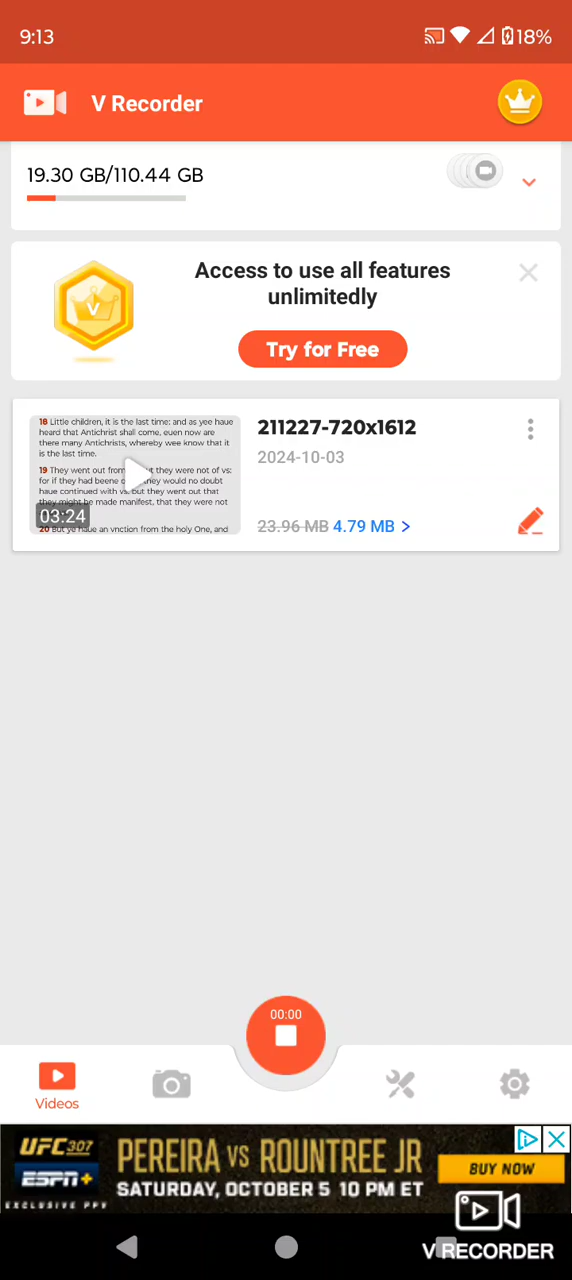 9:13
18%
V Recorder
19.30 GB/110.44 GB
Access to use all features
unlimitedly
V
Try for Free
18 Little children, it is the last time: and as yee haue
heard that Antichrist shall come, euen now are
there many Antichrists, whereby wee know that it
is the last time.
19 They went out from but they were not of vs:
for if they had beene they would no doubt
haue continued with vs: but they went out that
they might be made manifest, that they were not
03:24
20 But ye haue an vnction from the holy One, and
211227-720x1612
2024-10-03
23.96 MB 4.79 MB >
00:00
Videos
UFC 307
ESPN+
EXCLUSIVE PPV
PEREIRA VS ROUNTREE JR
SATURDAY, OCTOBER 5 10 PM ET
BUY NOW
V RECORDER